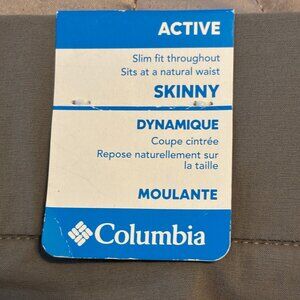 ACTIVE
Slim fit throughout
Sits at a natural waist
SKINNY
DYNAMIQUE
Coupe cintrée
Repose naturellement sur
la taille
MOULANTE
Columbia